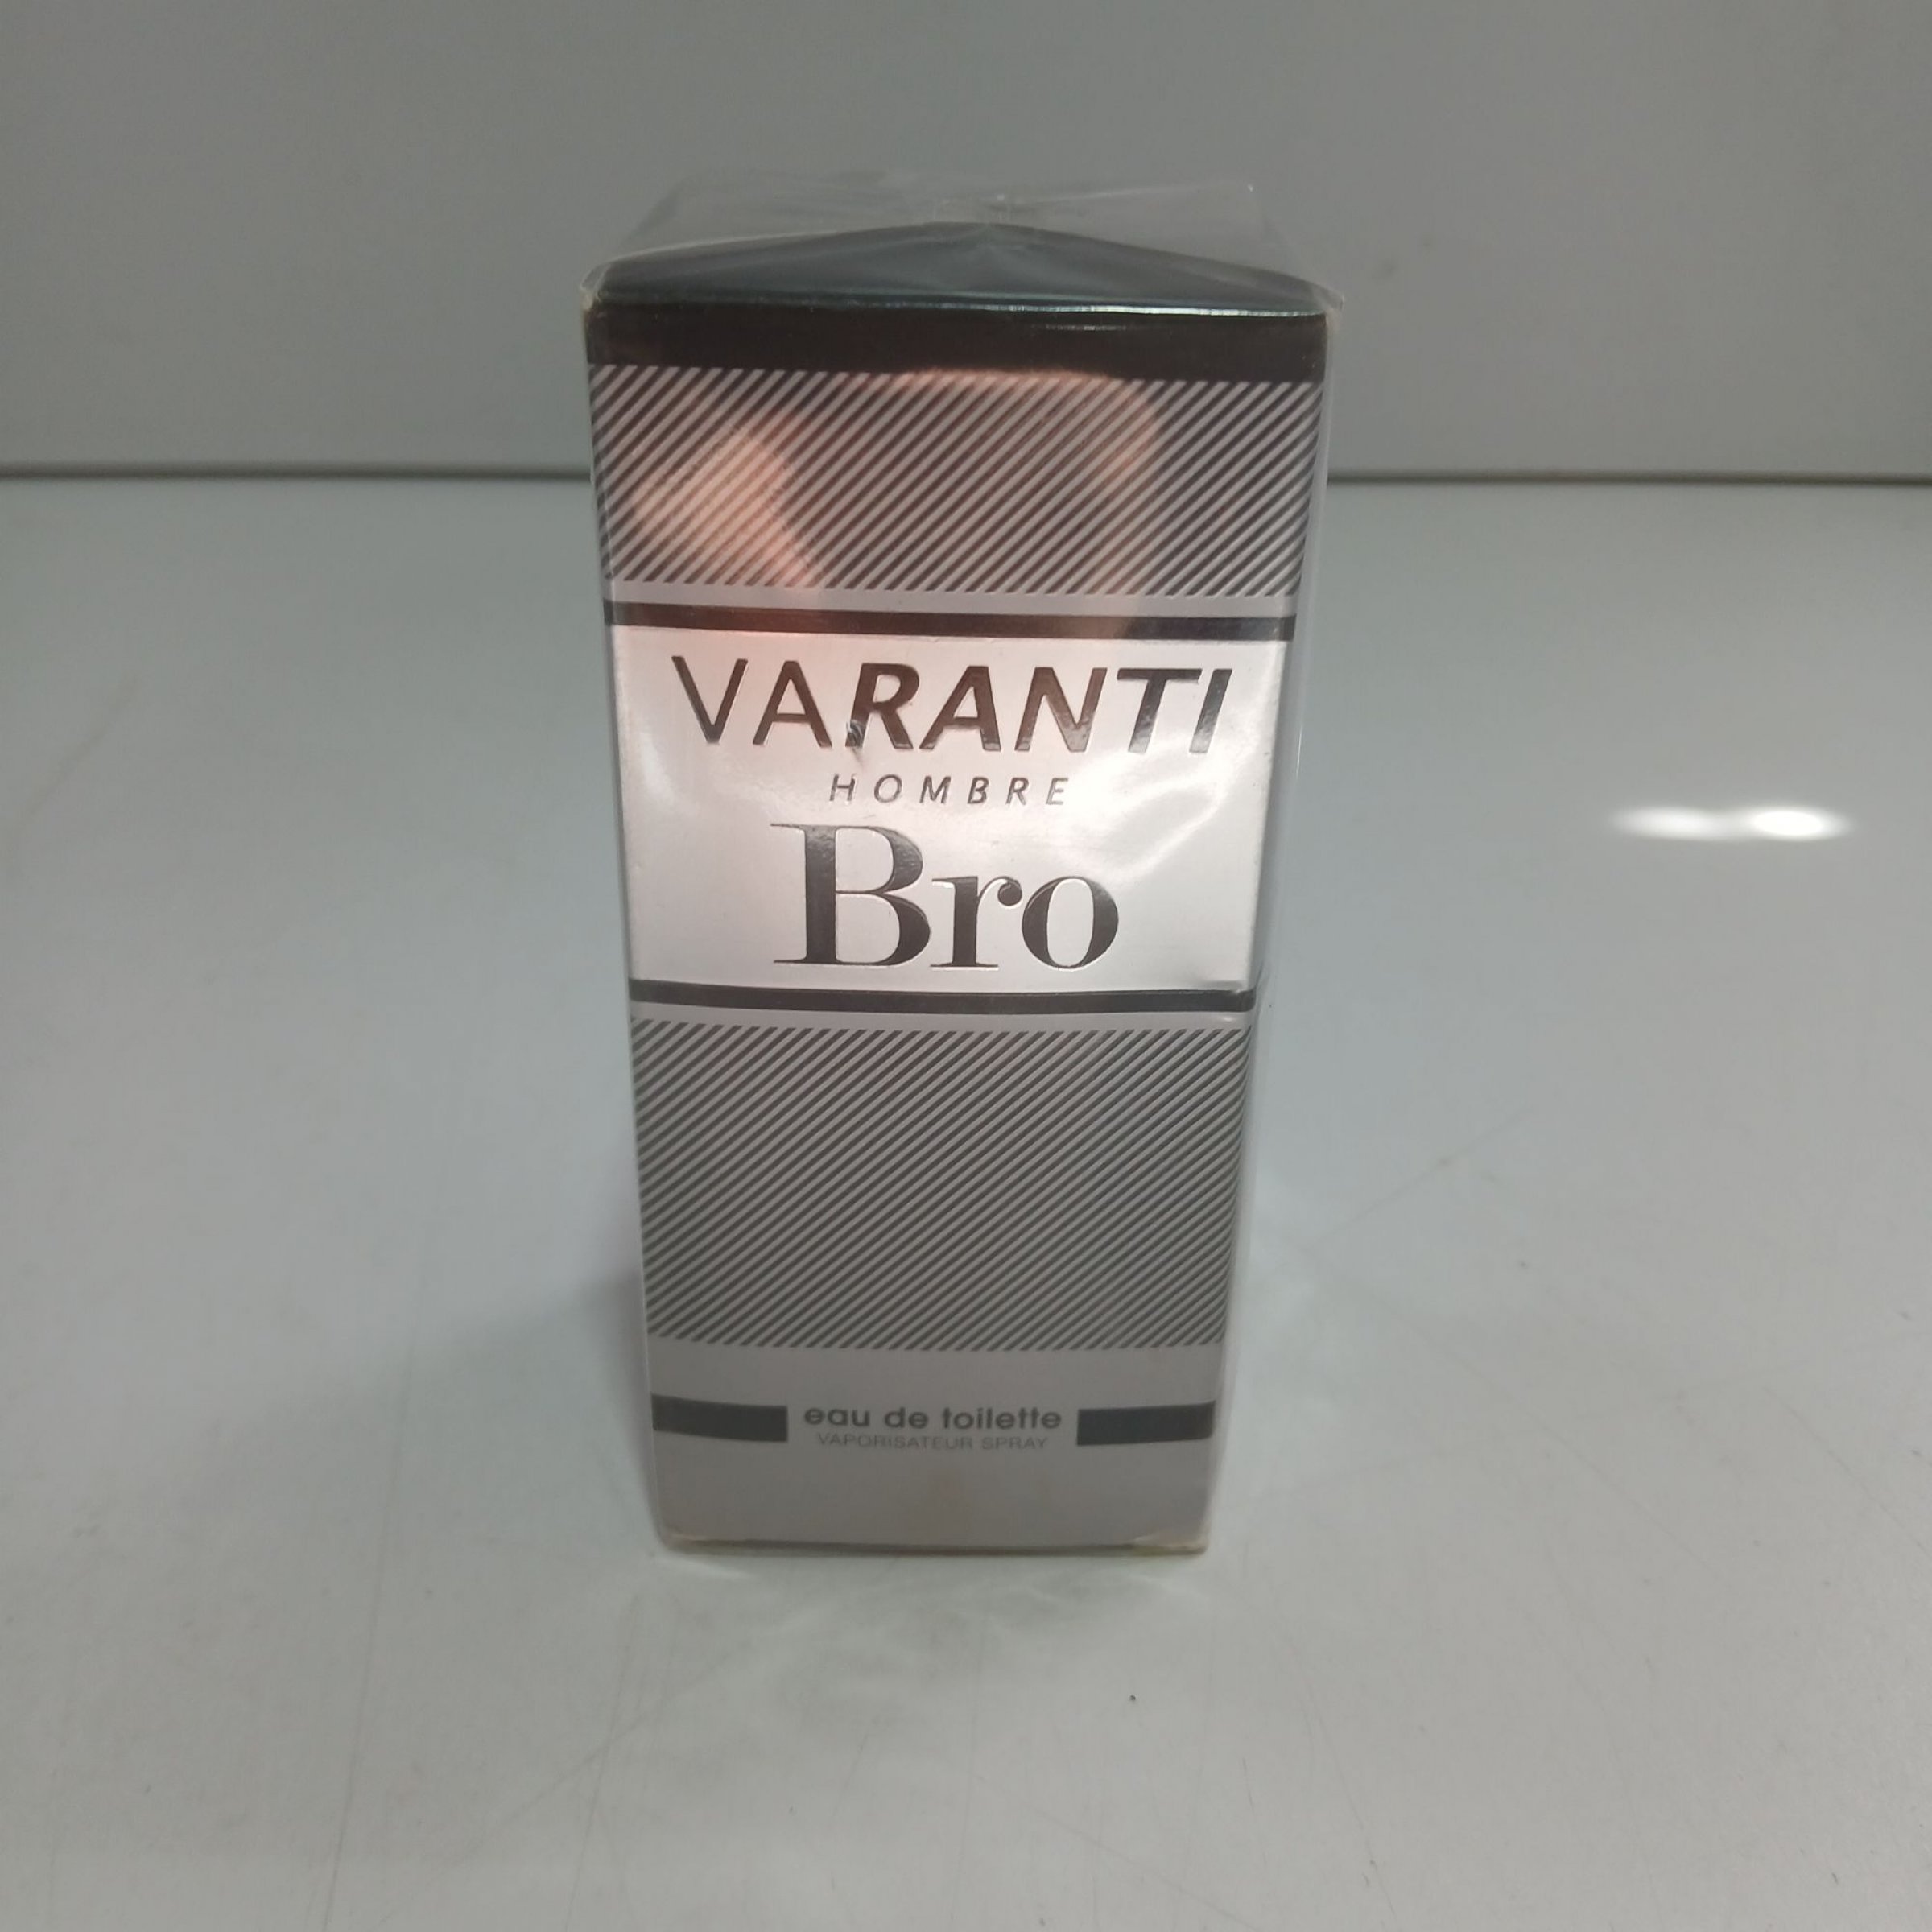 VARANTI
HOMBRE
Bro
eau de toilette
VAPORISATEUR SPRAY